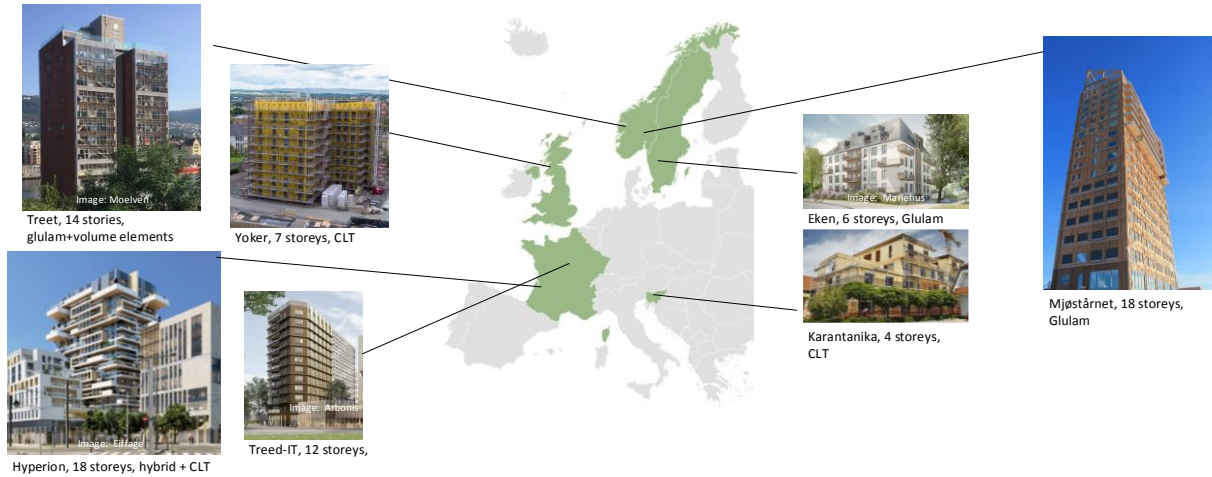 Image: Moelven
Treet, 14 stories,
glulam+volume elements
Yoker, 7 storeys, CLT
Image: Eiffage
Hyperion, 18 storeys, hybrid + CLT
Image: Arbonis
Treed-IT, 12 storeys,
Image: Mariehus
Eken, 6 storeys, Glulam
Karantanika, 4 storeys,
CLT
Mjøstårnet, 18 storeys,
Glulam